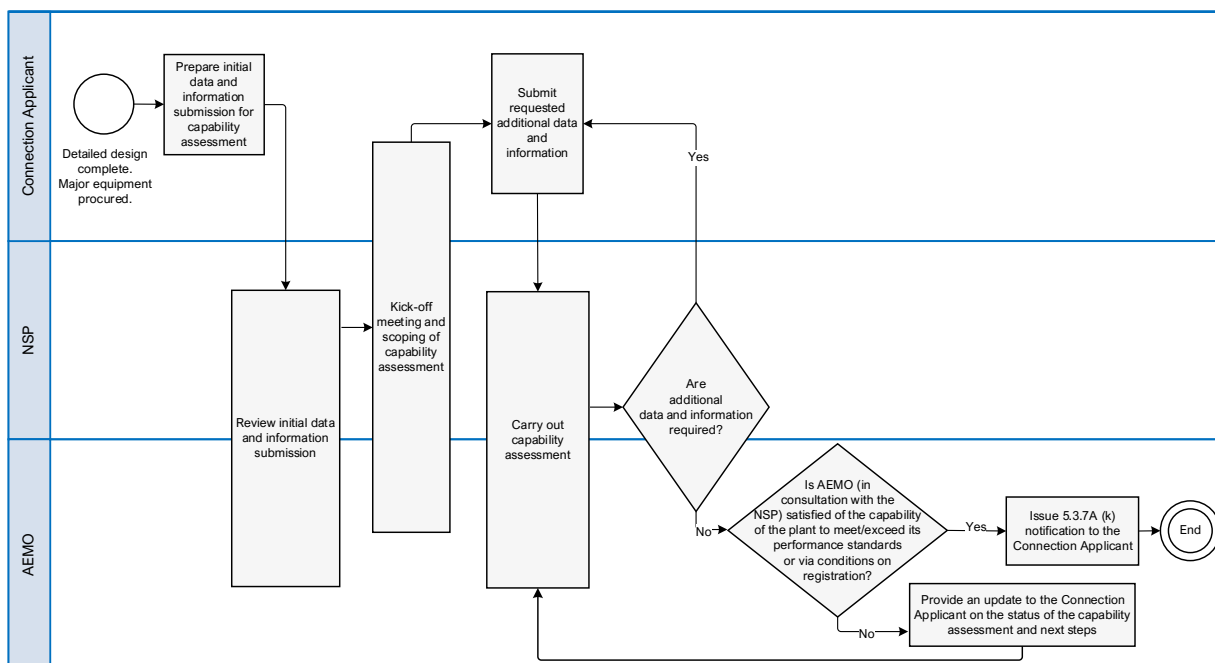 Connection Applicant
Detailed design
complete.
Major equipment
procured.
Prepare initial
data and
information
submission for
capability
assessment
Submit
requested
additional data
and
information
Yes
NSP
AEMO
Review initial data
and information
submission
Kick-off
meeting and
scoping of
capability
assessment
Carry out
capability
assessment
Are
additional
data and information
required?
No
Is AEMO (in
consultation with the
NSP) satisfied of the capability
of the plant to meet/exceed its
performance standards
or via conditions on
registration?
Yes
Issue 5.3.7A (k)
notification to the
Connection Applicant
End
No
Provide an update to the Connection
Applicant on the status of the capability
assessment and next steps